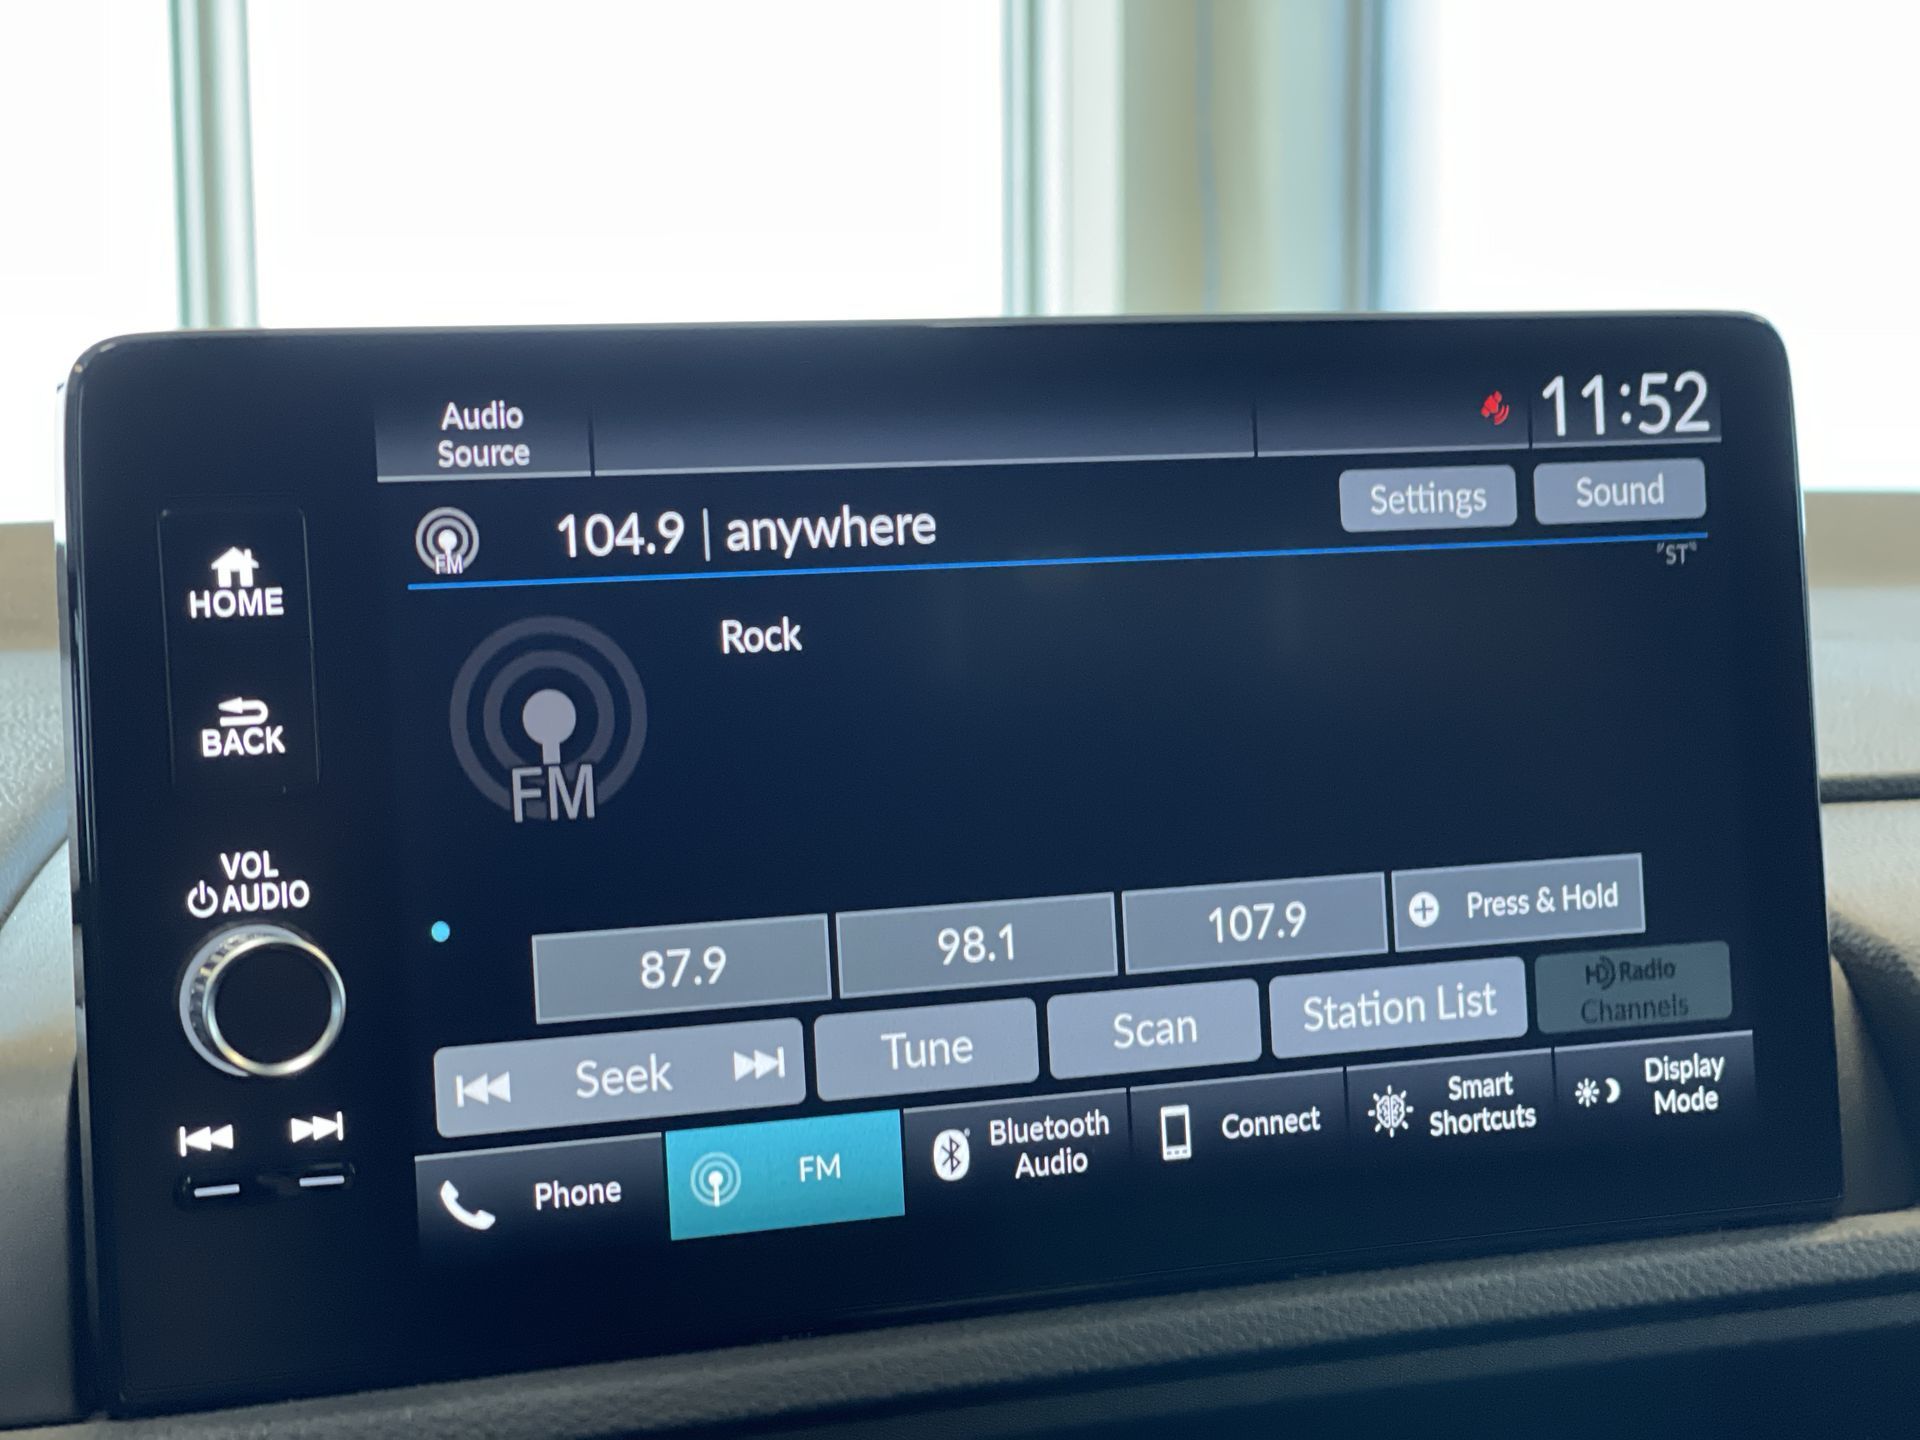 Audio
Source
11:52
FM
104.9 | anywhere
Settings
Sound
"ST"
HOME
Rock
BACK
FM
VOL
AUDIO
87.9
98.1
107.9
Press & Hold
Seek
Tune
Scan
Station List
HD Radio
Channels
Phone
FM
Bluetooth
Audio
Connect
Smart
Shortcuts
Display
Mode